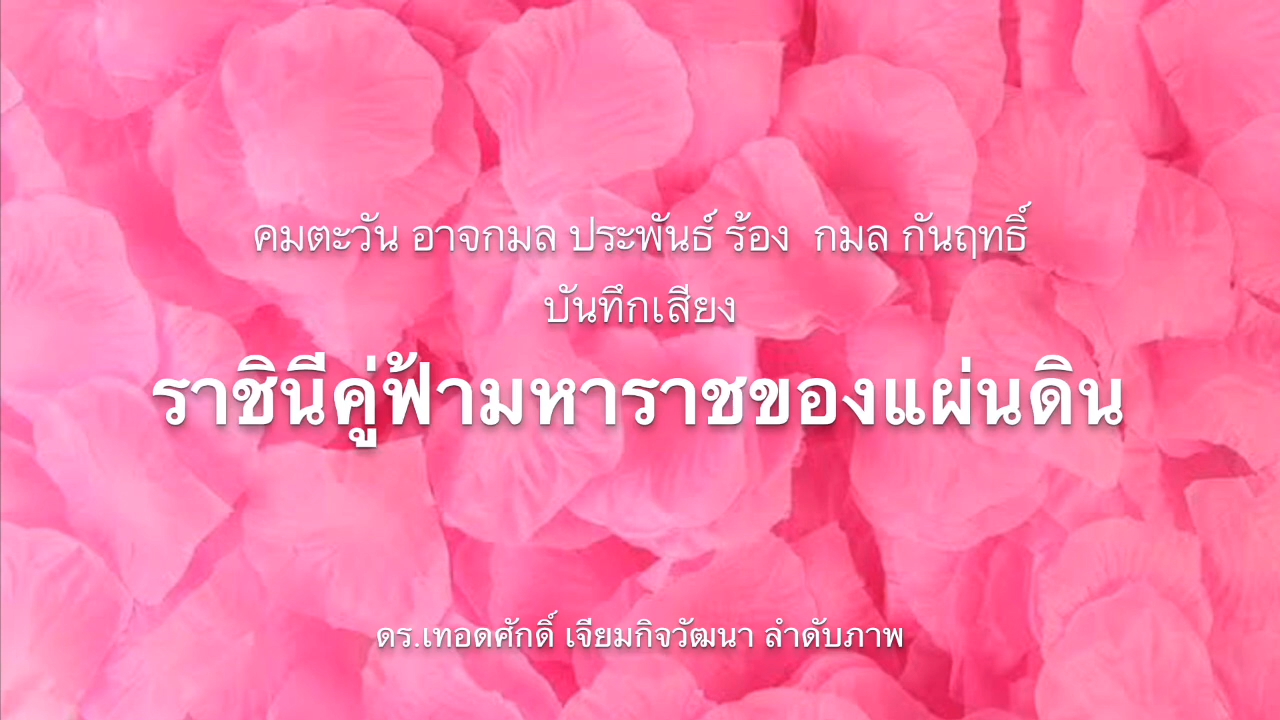 คมตะวัน อาจกมล ประพันธ์ ร้อง  กมล กันฤทธิ์
บันทึกเสียง
ราชินีคู่ฟ้ามหาราชของแผ่นดิน
ดร.เทอดศักดิ์ เจียมกิจวัฒนา ลำดับภาพ